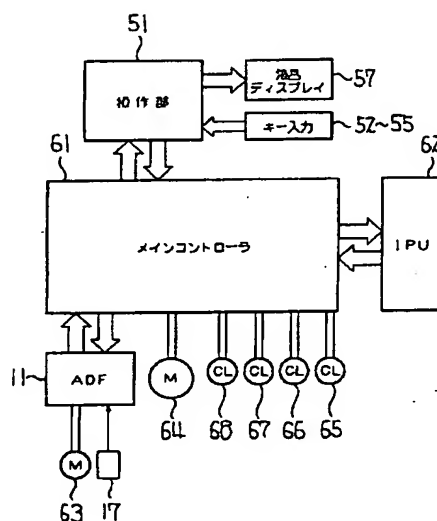 51
操作部
液晶
ディスプレイ
57
キー入力
52~55
61
62
メインコントローラ
IPU
11
ADF
M
CL
CL
CL
CL
64
68
67
66
65
M
63
17